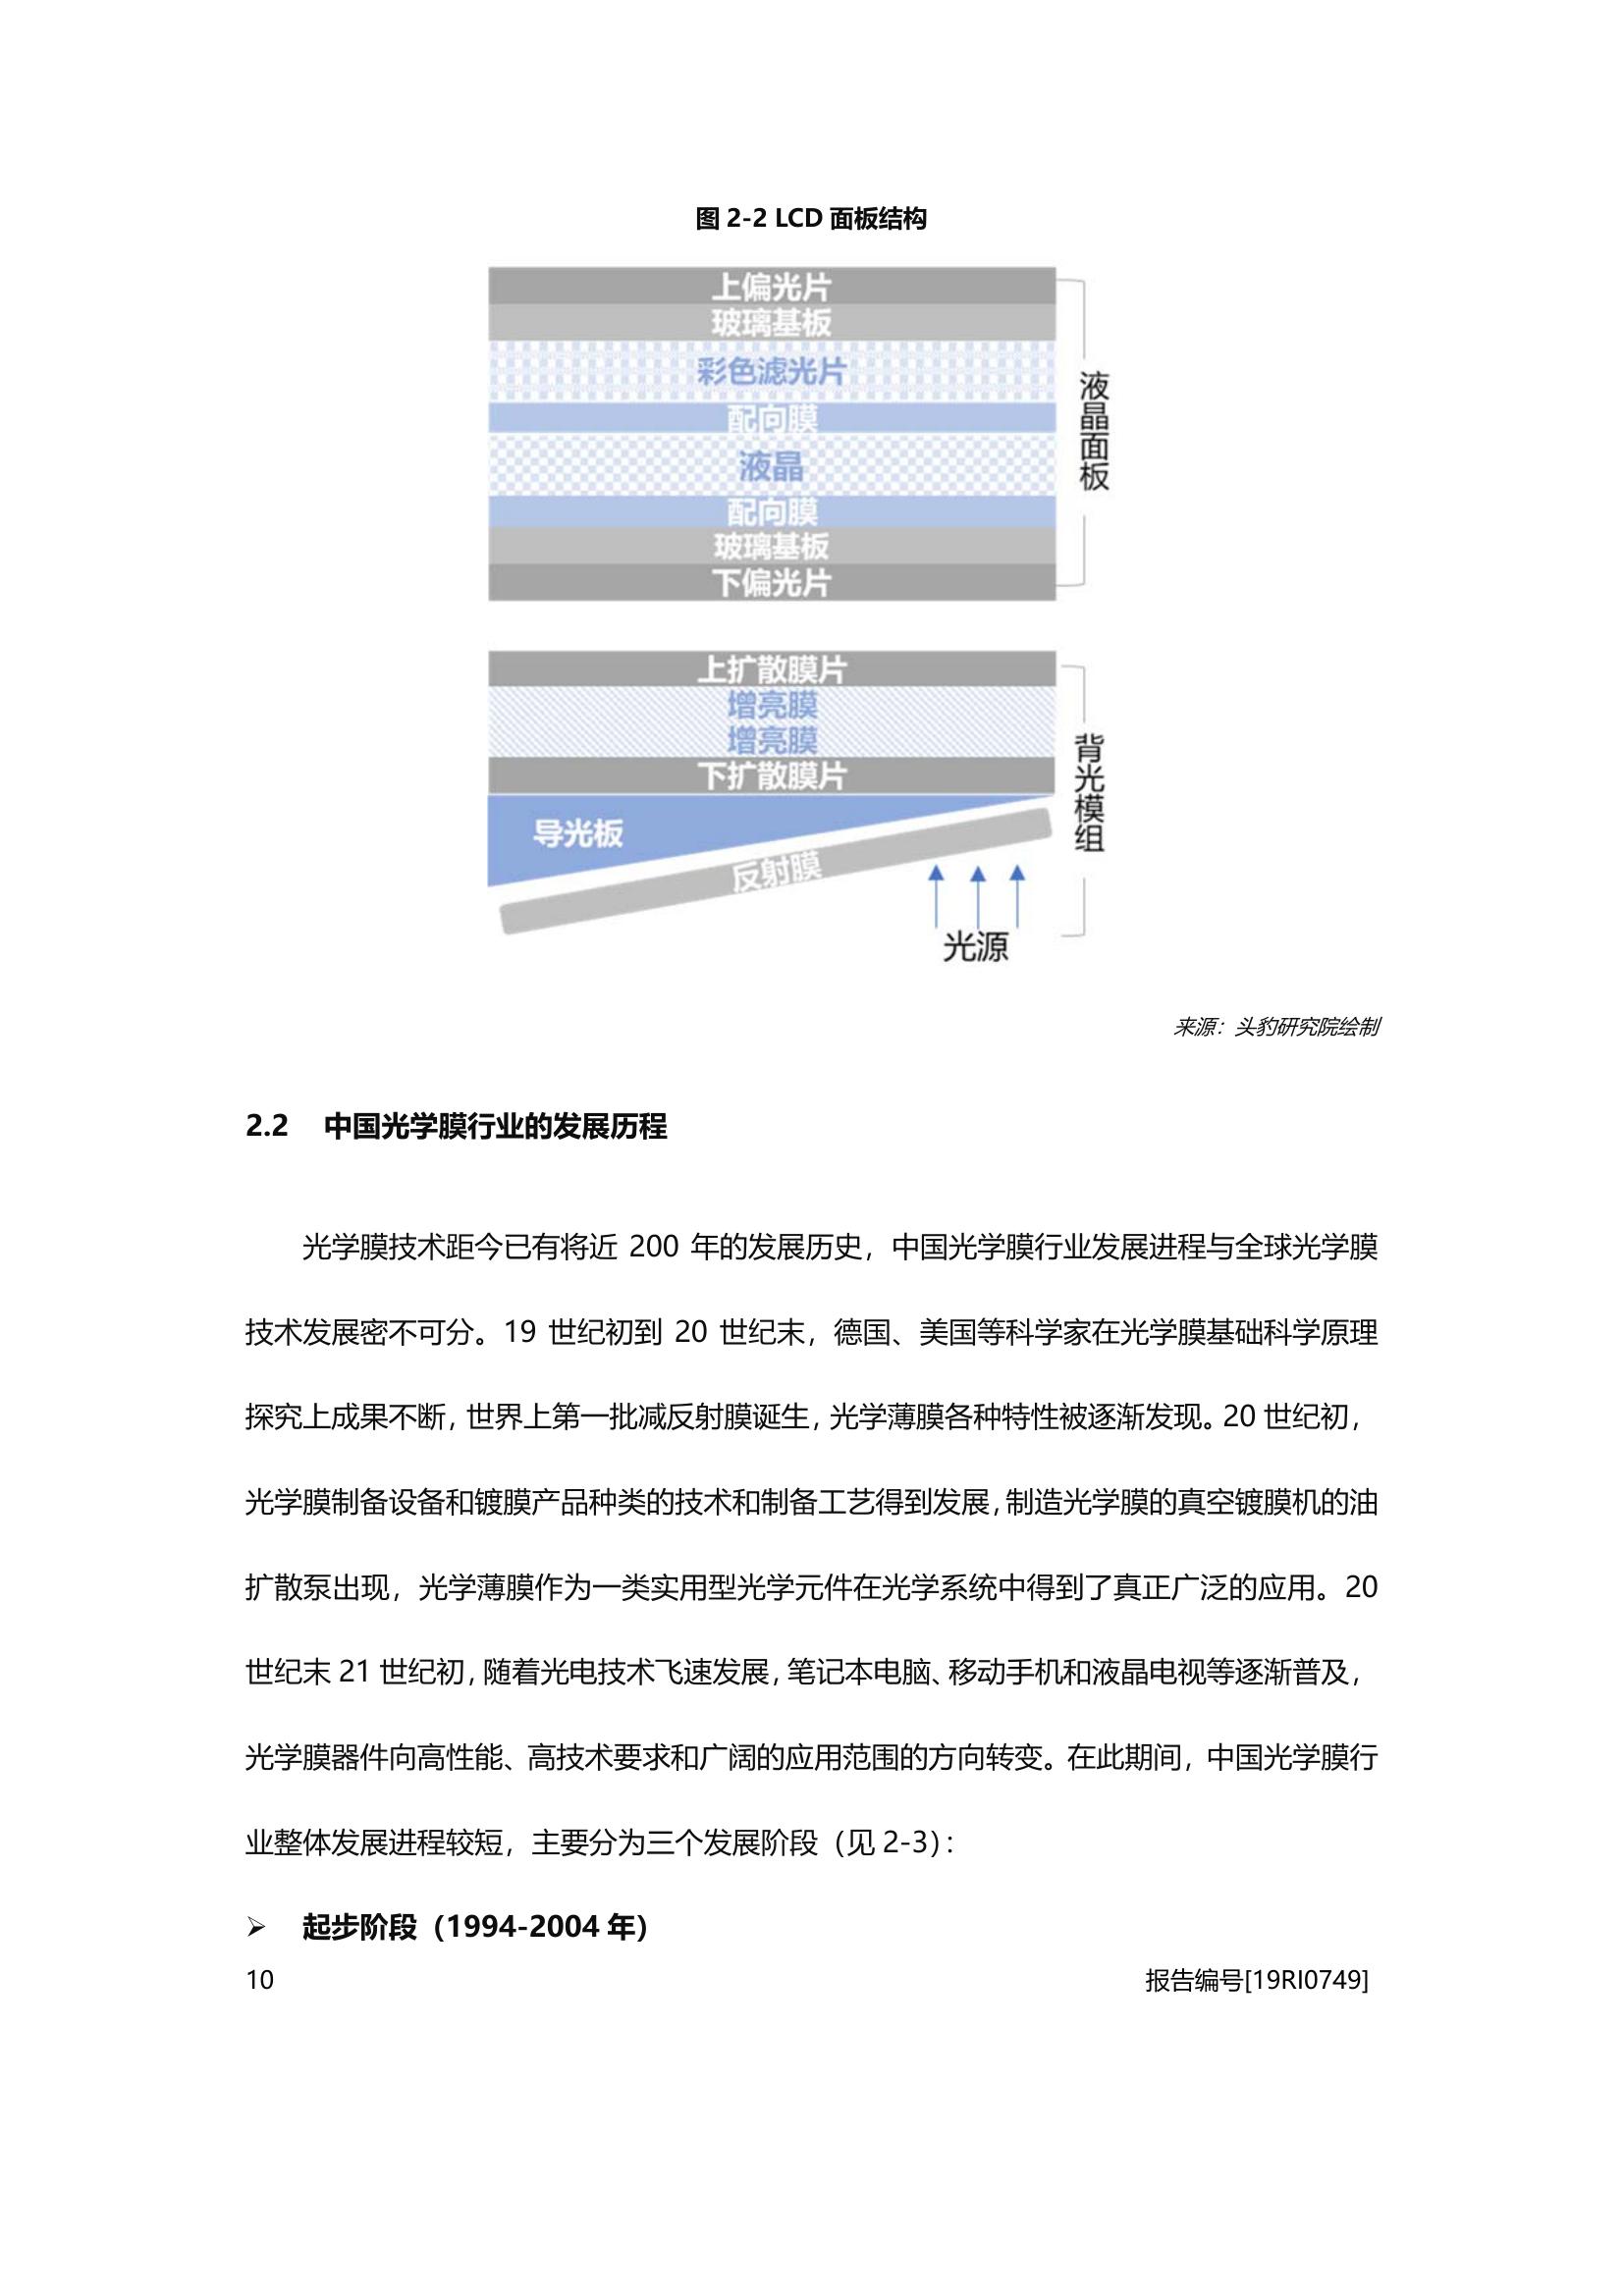 图 2-2 LCD 面板结构
上偏光片
玻璃基板
彩色滤光片
配向膜
液晶
配向膜
玻璃基板
下偏光片
液晶面板
上扩散膜片
增亮膜
增亮膜
下扩散膜片
导光板
反射膜
背光模组
光源
来源：头豹研究院绘制
2.2 中国光学膜行业的发展历程
光学膜技术距今已有将近 200 年的发展历史，中国光学膜行业发展进程与全球光学膜
技术发展密不可分。19 世纪初到 20 世纪末，德国、美国等科学家在光学膜基础科学原理
探究上成果不断，世界上第一批减反射膜诞生，光学薄膜各种特性被逐渐发现。20 世纪初，
光学膜制备设备和镀膜产品种类的技术和制备工艺得到发展，制造光学膜的真空镀膜机的油
扩散泵出现，光学薄膜作为一类实用型光学元件在光学系统中得到了真正广泛的应用。20
世纪末 21 世纪初，随着光电技术飞速发展，笔记本电脑、移动手机和液晶电视等逐渐普及，
光学膜器件向高性能、高技术要求和广阔的应用范围的方向转变。在此期间，中国光学膜行
业整体发展进程较短，主要分为三个发展阶段（见 2-3）：
➢ 起步阶段（1994-2004 年）
10 报告编号[19RI0749]